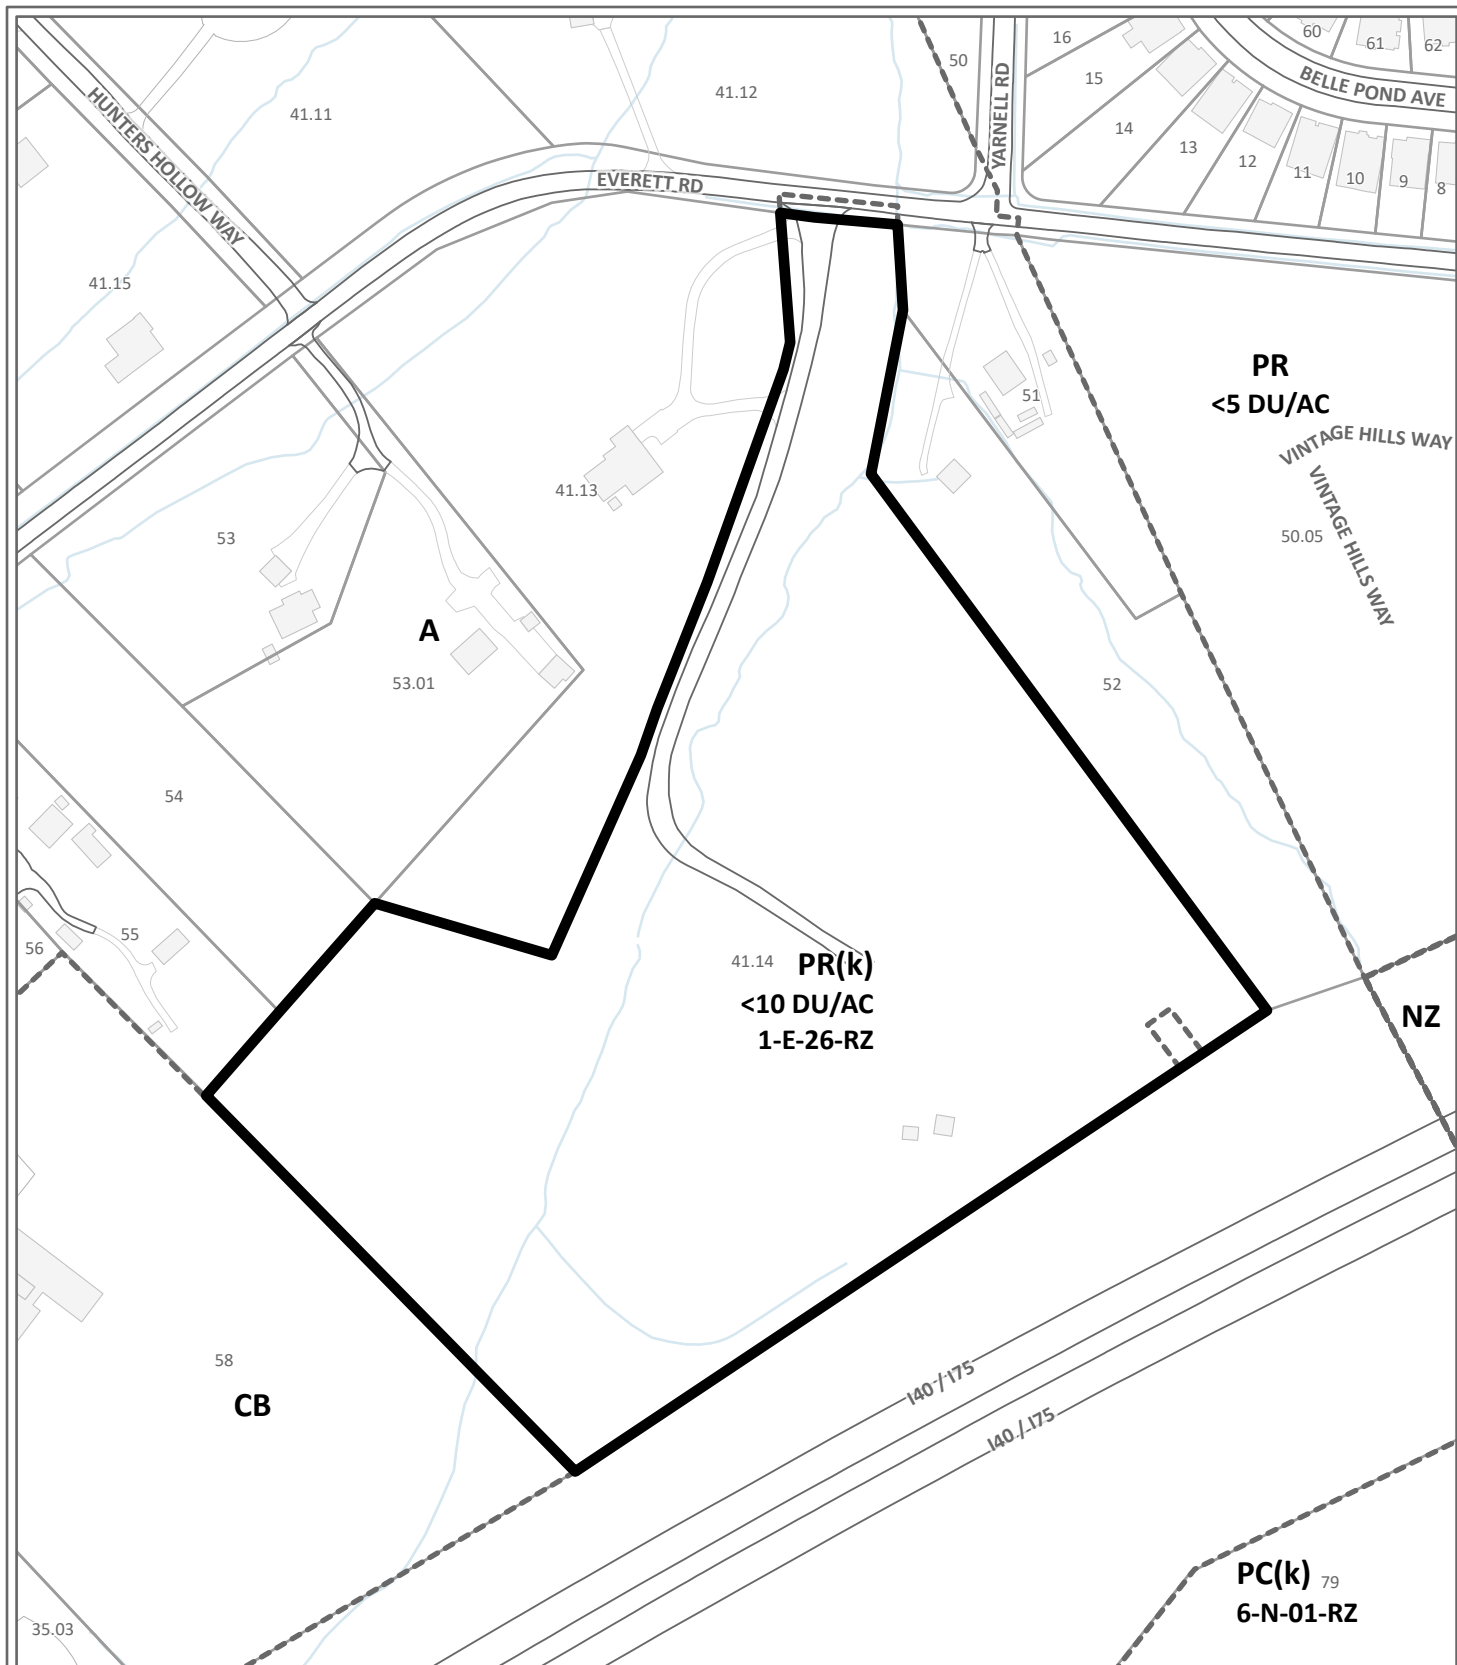 60
61
62
16
50
15
BELLE POND AVE
41.12
41.11
HUNTERS HOLLOW WAY
YARNELL RD
14
13
12
11
10
9
8
EVERETT RD
41.15
PR
<5 DU/AC
51
VINTAGE HILLS WAY
VINTAGE HILLS WAY
41.13
53
50.05
A
53.01
52
54
55
56
41.14
PR(k)
<10 DU/AC
1-E-26-RZ
NZ
58
CB
I40 / I75
I40 / I75
PC(k)
79
6-N-01-RZ
35.03